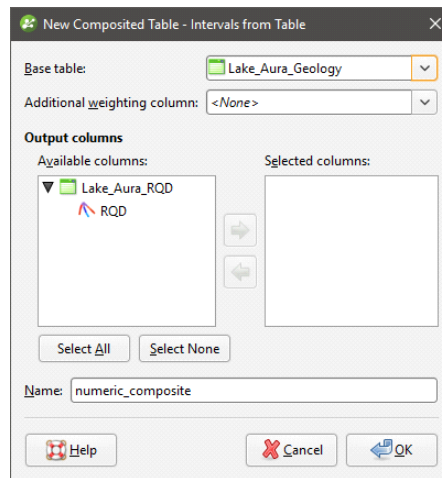 New Composited Table - Intervals from Table
Base table: Lake_Aura_Geology
Additional weighting column: <None>
Output columns
Available columns: Selected columns:
Lake_Aura_RQD
RQD
Select All Select None
Name: numeric_composite
Help Cancel OK